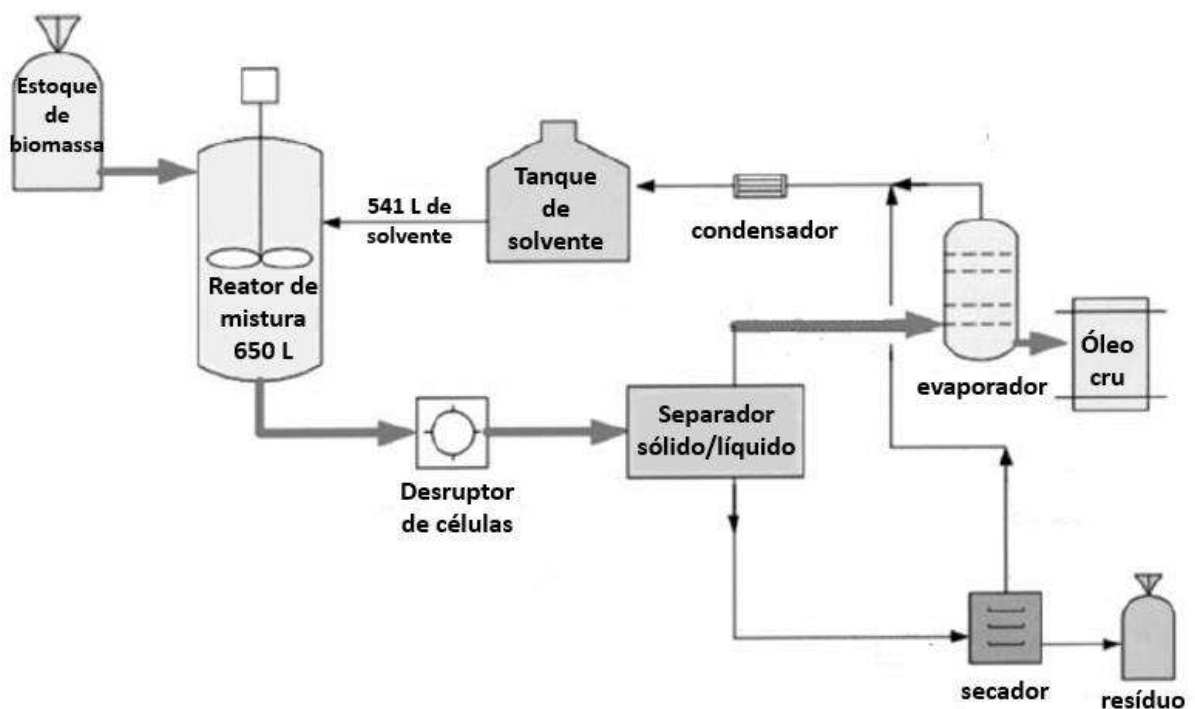 Estoque
de
biomassa
541 L de
solvente
Tanque
de
solvente
condensador
Reator de
mistura
650 L
evaporador
Óleo
cru
Separador
sólido/líquido
Desruptor
de células
secador
resíduo